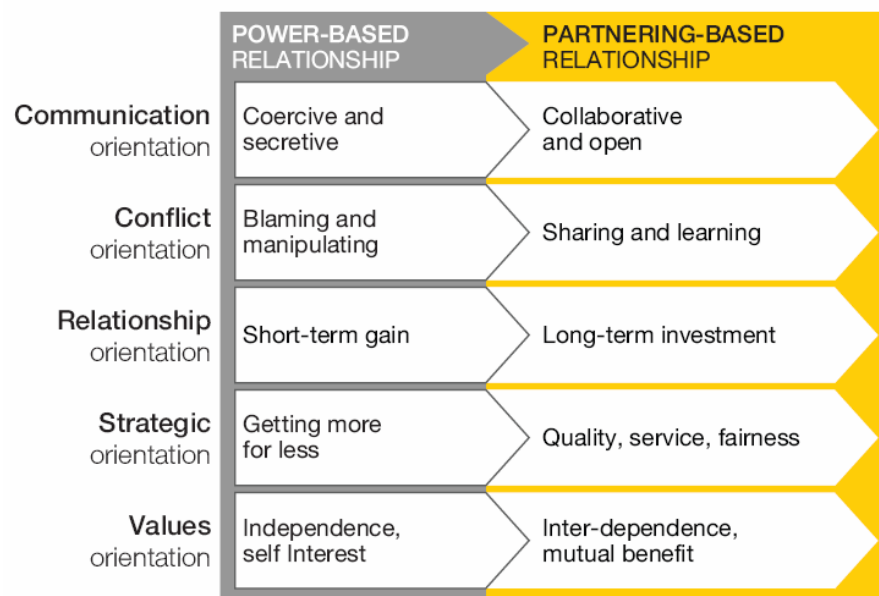 POWER-BASED
RELATIONSHIP
PARTNERING-BASED
RELATIONSHIP
Communication
orientation
Coercive and
secretive
Collaborative
and open
Conflict
orientation
Blaming and
manipulating
Sharing and learning
Relationship
orientation
Short-term gain
Long-term investment
Strategic
orientation
Getting more
for less
Quality, service, fairness
Values
orientation
Independence,
self Interest
Inter-dependence,
mutual benefit